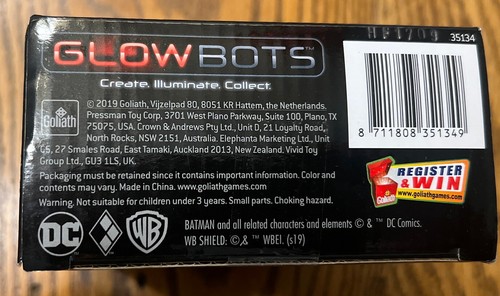 HF1709
35134
GLOWBOTS™
Create. Illuminate. Collect.
Goliath
© 2019 Goliath, Vijzelpad 80, 8051 KR Hattem, the Netherlands.
Pressman Toy Corp, 3701 West Plano Parkway, Suite 100, Plano, TX
75075, USA. Crown & Andrews Pty Ltd., Unit D, 21 Loyalty Road,
North Rocks, NSW 2151, Australia. Elephanta Marketing Ltd., Unit
C5, 27 Smales Road, East Tamaki, Auckland 2013, New Zealand. Vivid Toy
Group Ltd., GU3 1LS, UK.
Packaging must be retained since it contains important information. Color and
contents may vary. Made in China. www.goliathgames.com
Warning. Not suitable for children under 3 years. Small parts. Choking hazard.
8 711808 351349
REGISTER
& WIN
Goliath
www.goliathgames.com
DC
WB
BATMAN and all related characters and elements © & ™ DC Comics.
WB SHIELD: ©,& ™ WBEI. (s19)